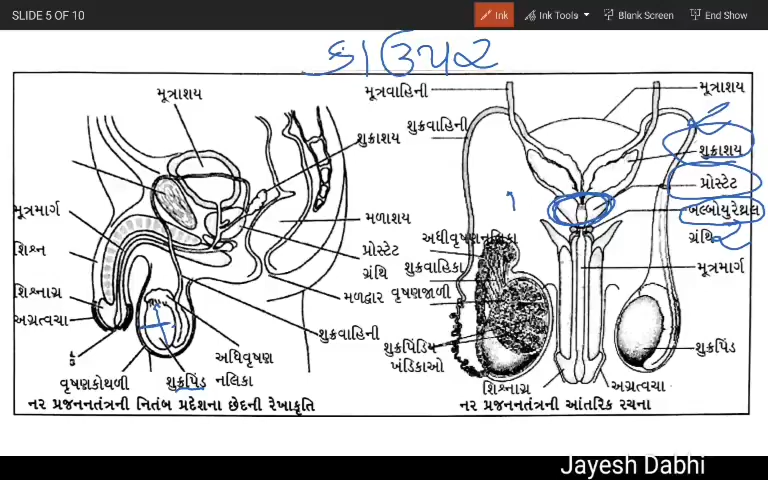 SLIDE 5 OF 10
Ink
Ink Tools
Blank Screen
End Show
કાઉપર
મૂત્રાશય
શુક્રાશય
મૂત્રમાર્ગ
મળાશય
શિશ્ન
પ્રોસ્ટેટ
ગ્રંથિ
શિશ્નાગ્ર
મળદ્વાર
અગ્રત્વચા
શુક્રવાહિની
અધિવૃષણ
નલિકા
વૃષણકોથળી
શુક્રપિંડ
નર પ્રજનનતંત્રની નિતંબ પ્રદેશના છેદની રેખાકૃતિ
મૂત્રવાહિની
મૂત્રાશય
શુક્રવાહિની
શુક્રાશય
પ્રોસ્ટેટ
બલ્બોયુરેથ્રલ
ગ્રંથિ
અધીવૃષણનલિકા
શુક્રવાહિકા
મૂત્રમાર્ગ
વૃષણજાળી
શુક્રપિંડિય
ખંડિકાઓ
શુક્રપિંડ
શિશ્નાગ્ર
અગ્રત્વચા
નર પ્રજનનતંત્રની આંતરિક રચના
Jayesh Dabhi